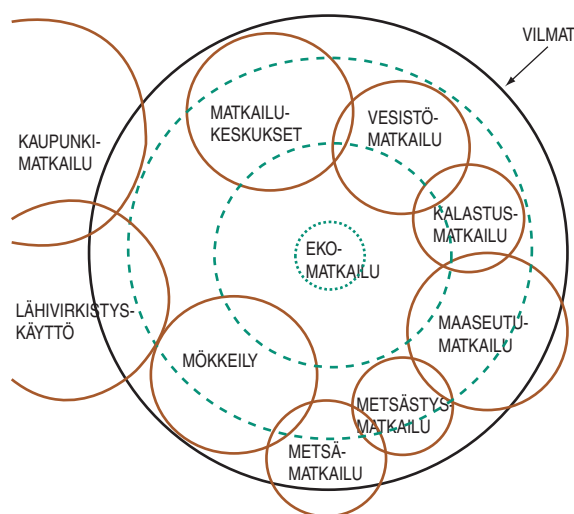 VILMAT
MATKAILU-
KESKUKSET
VESISTÖ-
MATKAILU
KAUPUNKI-
MATKAILU
KALASTUS-
MATKAILU
EKO-
MATKAILU
LÄHIVIRKISTYS-
KÄYTTÖ
MAASEUTU-
MATKAILU
MÖKKEILY
METSÄSTYS-
MATKAILU
METSÄ-
MATKAILU